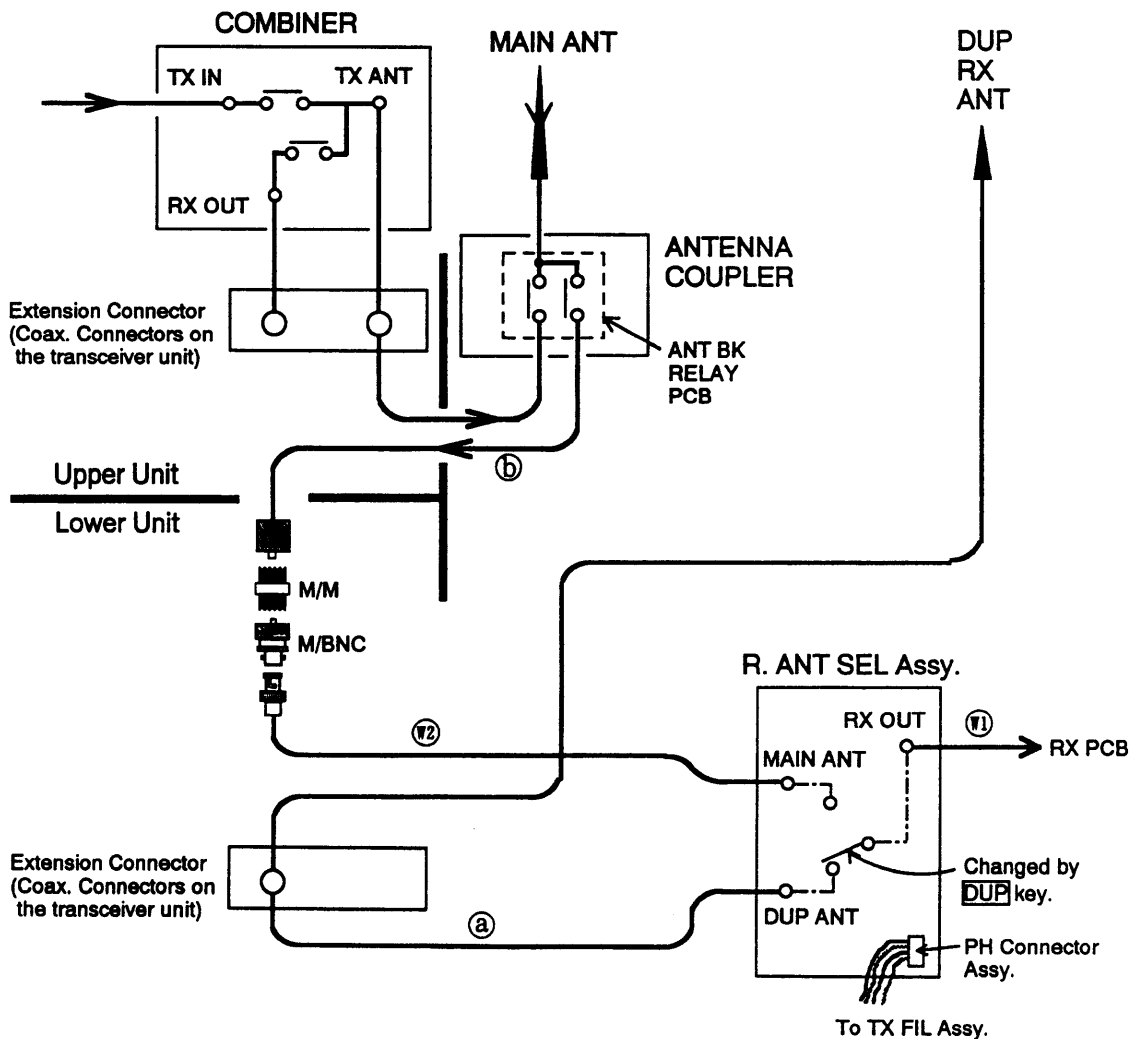 COMBINER
TX IN
TX ANT
RX OUT
MAIN ANT
DUP
RX
ANT
ANTENNA
COUPLER
Extension Connector
(Coax. Connectors on
the transceiver unit)
ANT BK
RELAY
PCB
ⓑ
Upper Unit
Lower Unit
M/M
M/BNC
R. ANT SEL Assy.
RX OUT
W1
RX PCB
W2
MAIN ANT
Extension Connector
(Coax. Connectors on
the transceiver unit)
Changed by
DUP key.
DUP ANT
ⓐ
PH Connector
Assy.
To TX FIL Assy.